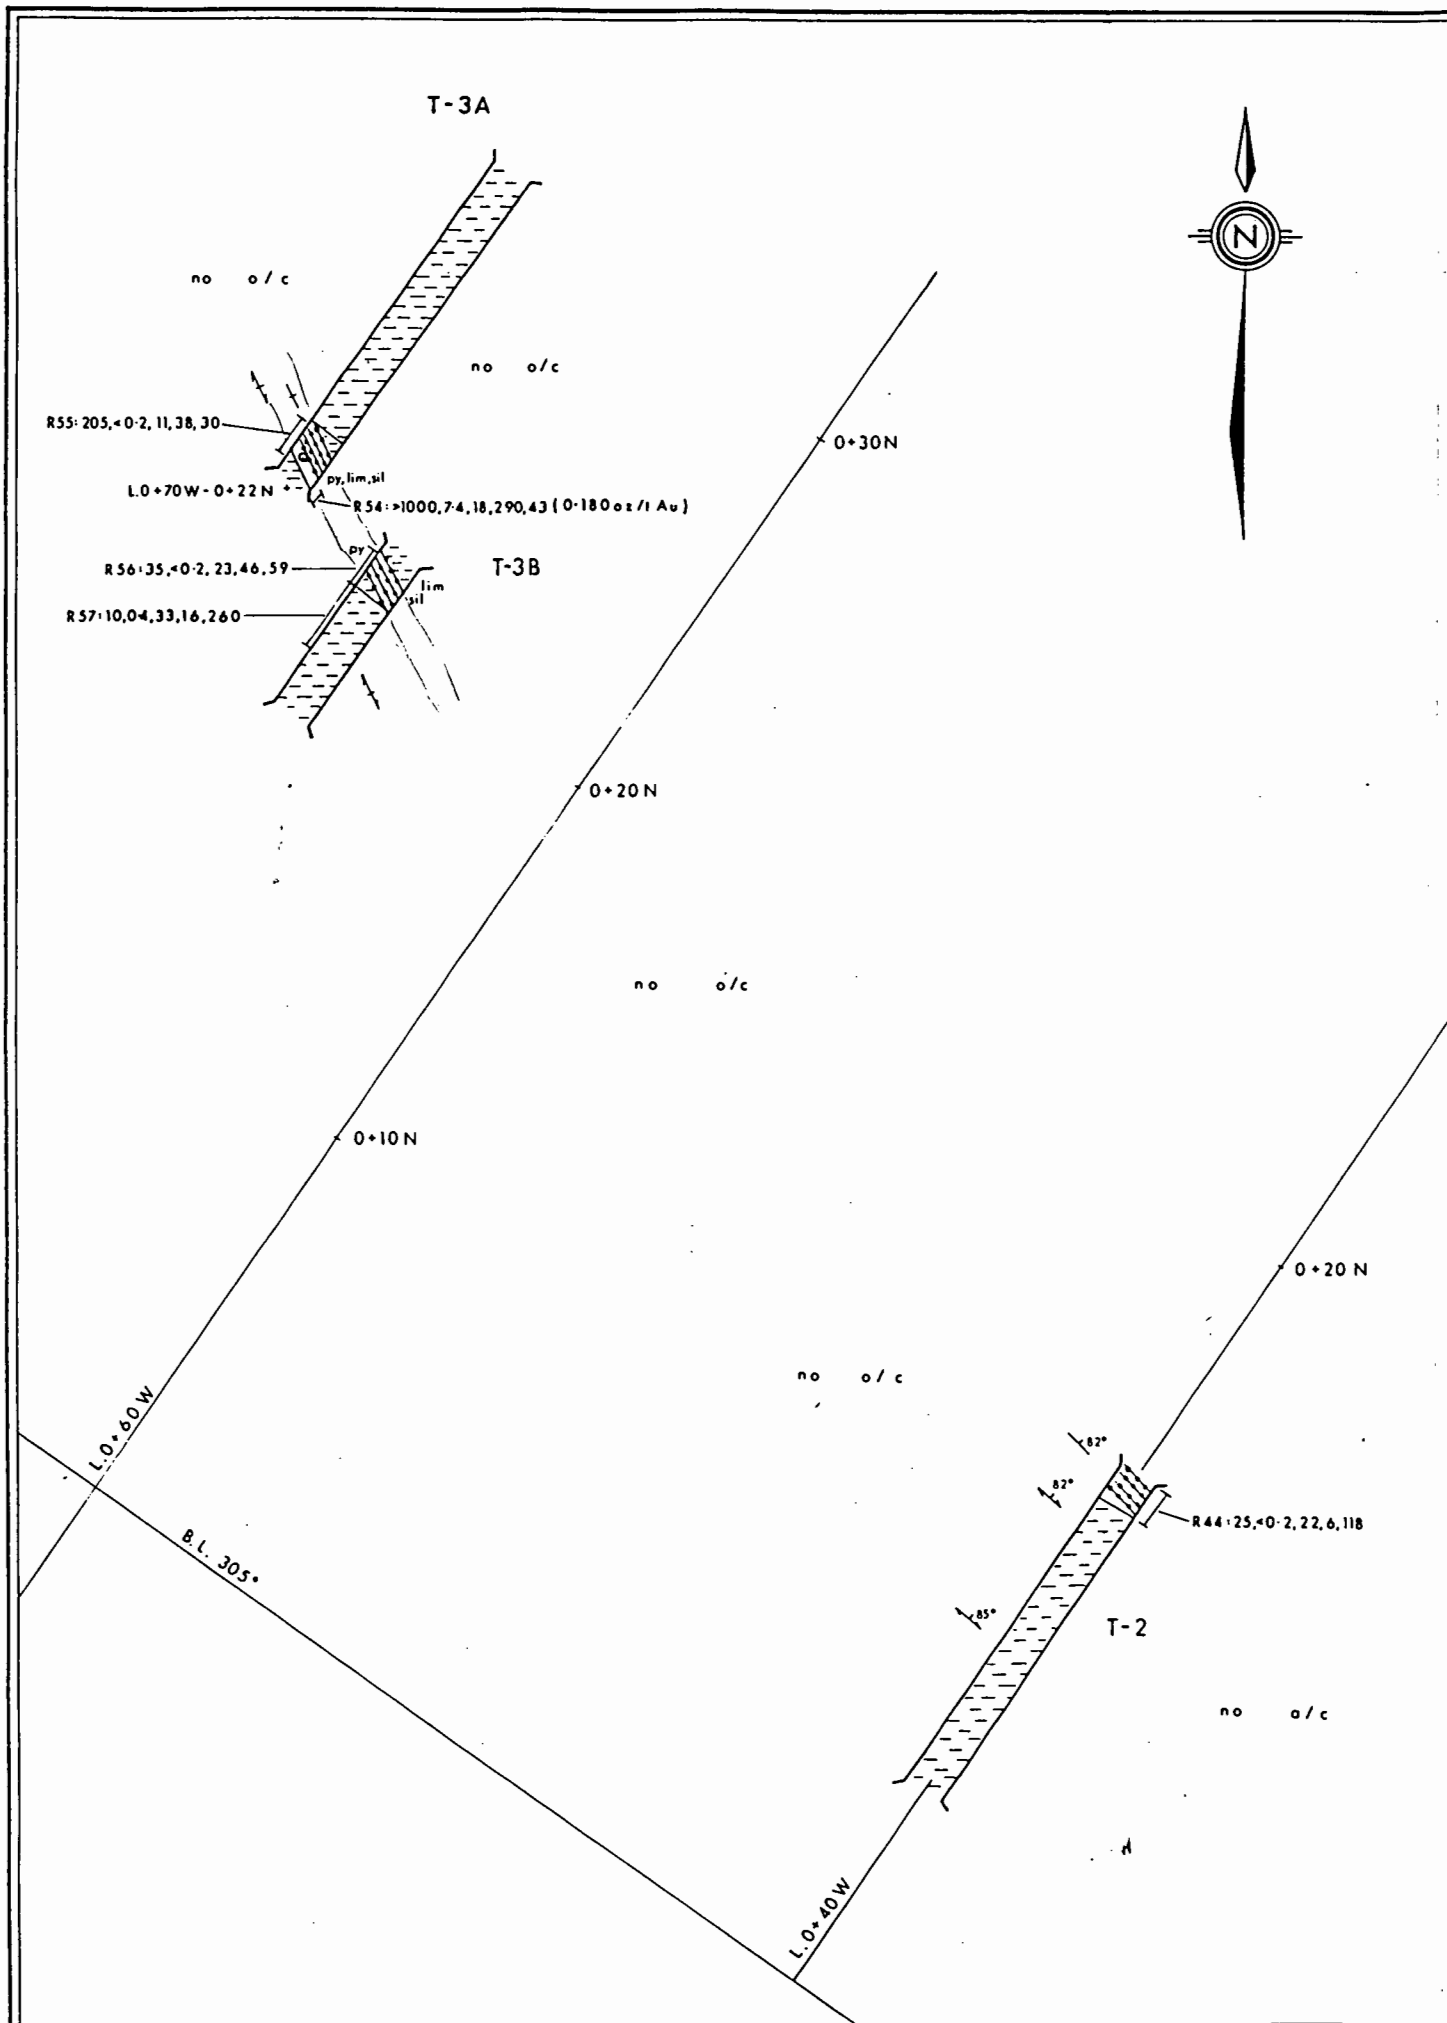 T-3A
N
no o/c
no o/c
R55: 205, <0·2, 11, 38, 30
0+30N
py, lim, sil
L.0+70W - 0+22N
R54: >1000, 7·4, 18, 290, 43 (0·180 oz/t Au)
py
T-3B
R56: 35, <0·2, 23, 46, 59
lim
sil
R57: 10, 0·4, 33, 16, 260
0+20N
no o/c
0+10N
0+20N
no o/c
L.0+60W
82°
82°
R44: 25, <0·2, 22, 6, 118
B.L. 305°
85°
T-2
no o/c
L.0+40W